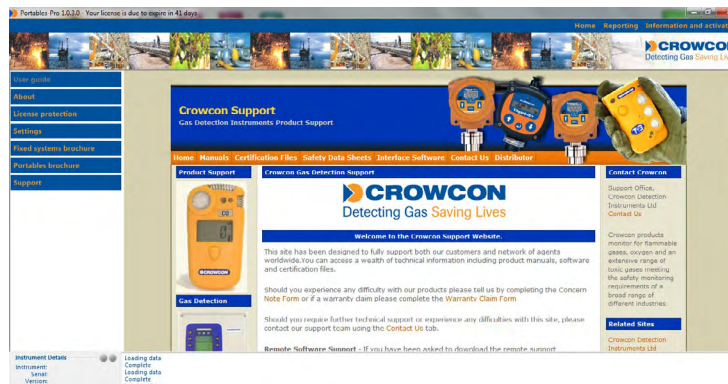 Portables-Pro 1.0.3.0 Your license is due to expire in 41 days
Home Reporting Information and activat
CROWCO
Detecting Gas Saving Liv
User guide
About
License protection
Settings
Fixed systems brochure
Portables brochure
Support
Crowcon Support
Gas Detection Instruments Product Support
Home Manuals Certification Files Safety Data Sheets Interface Software Contact Us Distributor
Product Support
CO
CROWCON
Gas Detection
Crowcon Gas Detection Support
CROWCON
Detecting Gas Saving Lives
Welcome to the Crowcon Support Website.
This site has been designed to fully support both our customers and network of agents
worldwide.You can access a wealth of technical information including product manuals, software
and certification files.
Should you experience any difficulty with our products please tell us by completing the Concern
Note Form or if a warranty claim please complete the Warranty Claim Form
Should you require further technical support or experience any difficulties with this site, please
contact our support team using the Contact Us tab.
Remote Software Support - If you have been asked to download the remote support
Contact Crowcon
Support Office,
Crowcon Detection
Instruments Ltd
Contact Us
Crowcon products
monitor for flammable
gases, oxygen and an
extensive range of
toxic gases meeting
the safety monitoring
requirements of a
broad range of
different industries.
Related Sites
Crowcon Detection
Instruments Ltd
Instrument Details
Instrument:
Serial:
Version:
Loading data
Complete
Loading data
Complete